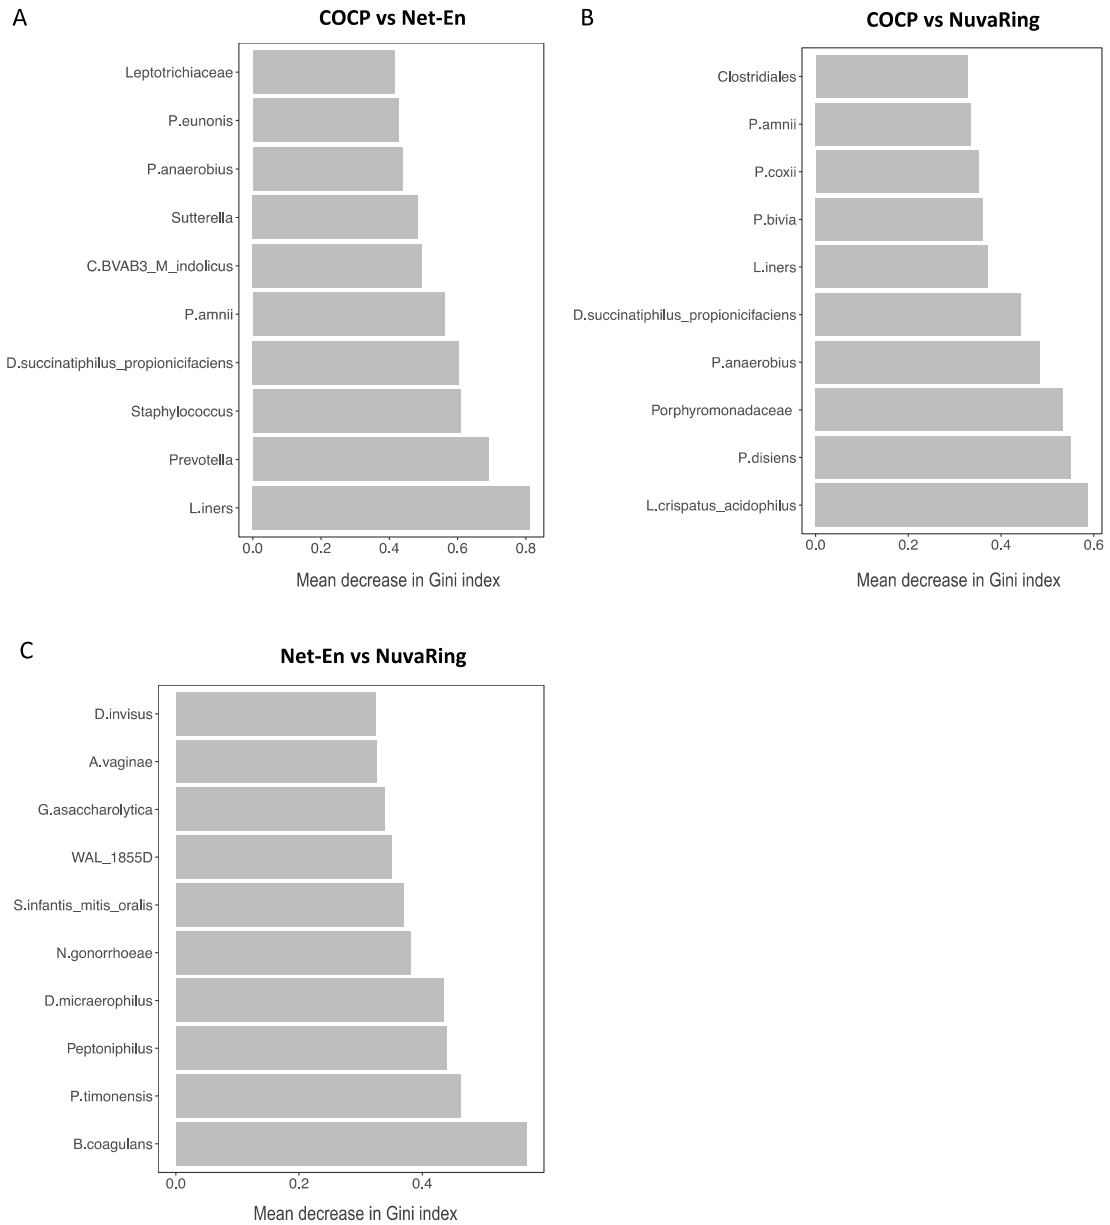 A
COCP vs Net-En
Leptotrichiaceae
P.eunonis
P.anaerobius
Sutterella
C.BVAB3_M_indolicus
P.amnii
D.succinatiphilus_propionicifaciens
Staphylococcus
Prevotella
L.iners
0.0 0.2 0.4 0.6 0.8
Mean decrease in Gini index
B
COCP vs NuvaRing
Clostridiales
P.amnii
P.coxii
P.bivia
L.iners
D.succinatiphilus_propionicifaciens
P.anaerobius
Porphyromonadaceae
P.disiens
L.crispatus_acidophilus
0.0 0.2 0.4 0.6
Mean decrease in Gini index
C
Net-En vs NuvaRing
D.invisus
A.vaginae
G.asaccharolytica
WAL_1855D
S.infantis_mitis_oralis
N.gonorrhoeae
D.micraerophilus
Peptoniphilus
P.timonensis
B.coagulans
0.0 0.2 0.4
Mean decrease in Gini index